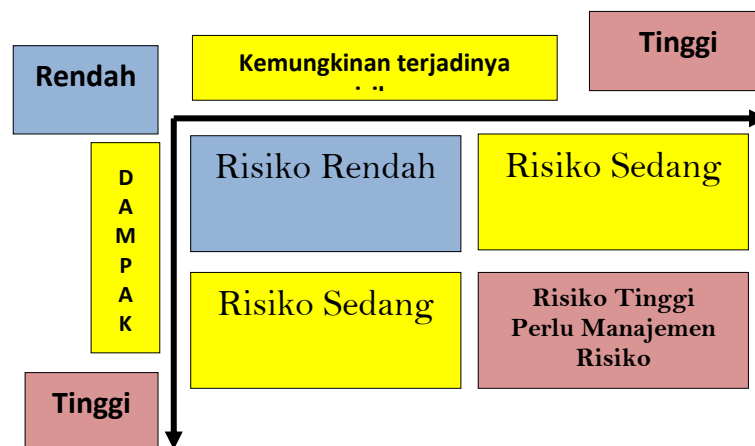 Rendah
Kemungkinan terjadinya
Tinggi
D
A
M
P
A
K
Risiko Rendah
Risiko Sedang
Risiko Sedang
Risiko Tinggi
Perlu Manajemen
Risiko
Tinggi